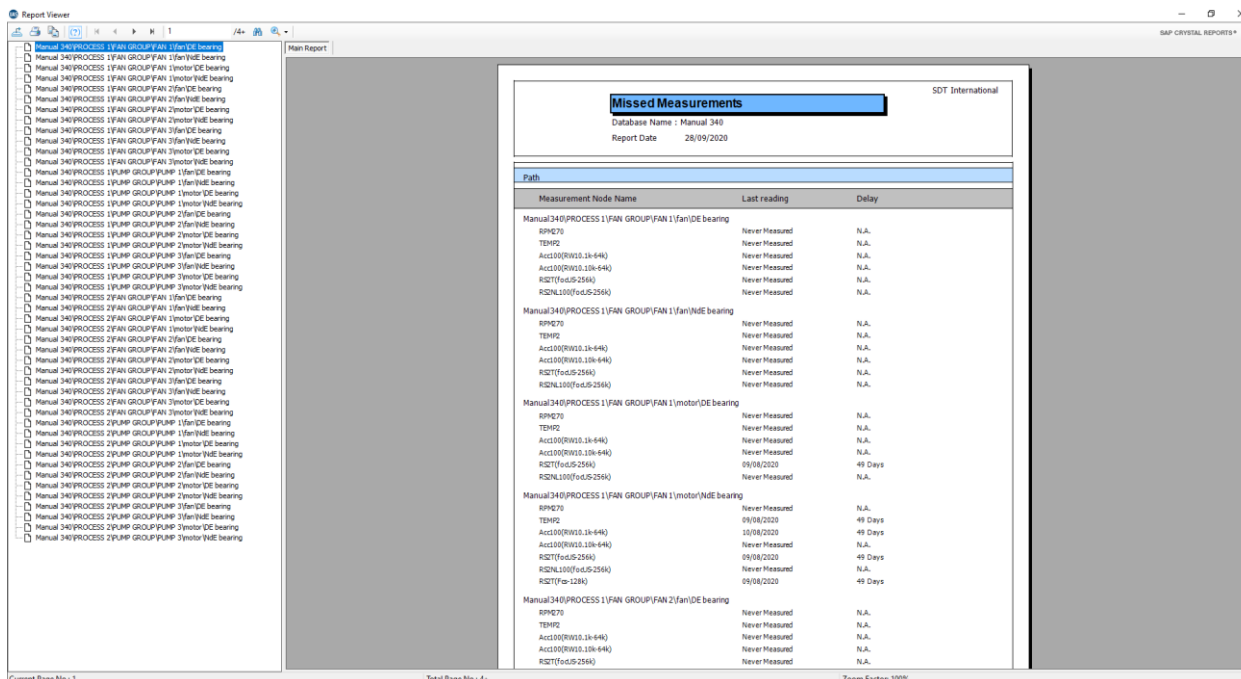 Report Viewer
1 /4+ SAP CRYSTAL REPORTS®
Manual 340\PROCESS 1\FAN GROUP\FAN 1\fan\DE bearing
Manual 340\PROCESS 1\FAN GROUP\FAN 1\fan\NdE bearing
Manual 340\PROCESS 1\FAN GROUP\FAN 1\motor\DE bearing
Manual 340\PROCESS 1\FAN GROUP\FAN 1\motor\NdE bearing
Manual 340\PROCESS 1\FAN GROUP\FAN 2\fan\DE bearing
Manual 340\PROCESS 1\FAN GROUP\FAN 2\fan\NdE bearing
Manual 340\PROCESS 1\FAN GROUP\FAN 2\motor\DE bearing
Manual 340\PROCESS 1\FAN GROUP\FAN 2\motor\NdE bearing
Manual 340\PROCESS 1\FAN GROUP\FAN 3\fan\DE bearing
Manual 340\PROCESS 1\FAN GROUP\FAN 3\fan\NdE bearing
Manual 340\PROCESS 1\FAN GROUP\FAN 3\motor\DE bearing
Manual 340\PROCESS 1\FAN GROUP\FAN 3\motor\NdE bearing
Manual 340\PROCESS 1\PUMP GROUP\PUMP 1\fan\DE bearing
Manual 340\PROCESS 1\PUMP GROUP\PUMP 1\fan\NdE bearing
Manual 340\PROCESS 1\PUMP GROUP\PUMP 1\motor\DE bearing
Manual 340\PROCESS 1\PUMP GROUP\PUMP 1\motor\NdE bearing
Manual 340\PROCESS 1\PUMP GROUP\PUMP 2\fan\DE bearing
Manual 340\PROCESS 1\PUMP GROUP\PUMP 2\fan\NdE bearing
Manual 340\PROCESS 1\PUMP GROUP\PUMP 2\motor\DE bearing
Manual 340\PROCESS 1\PUMP GROUP\PUMP 2\motor\NdE bearing
Manual 340\PROCESS 1\PUMP GROUP\PUMP 3\fan\DE bearing
Manual 340\PROCESS 1\PUMP GROUP\PUMP 3\fan\NdE bearing
Manual 340\PROCESS 1\PUMP GROUP\PUMP 3\motor\DE bearing
Manual 340\PROCESS 1\PUMP GROUP\PUMP 3\motor\NdE bearing
Manual 340\PROCESS 2\FAN GROUP\FAN 1\fan\DE bearing
Manual 340\PROCESS 2\FAN GROUP\FAN 1\fan\NdE bearing
Manual 340\PROCESS 2\FAN GROUP\FAN 1\motor\DE bearing
Manual 340\PROCESS 2\FAN GROUP\FAN 1\motor\NdE bearing
Manual 340\PROCESS 2\FAN GROUP\FAN 2\fan\DE bearing
Manual 340\PROCESS 2\FAN GROUP\FAN 2\fan\NdE bearing
Manual 340\PROCESS 2\FAN GROUP\FAN 2\motor\DE bearing
Manual 340\PROCESS 2\FAN GROUP\FAN 2\motor\NdE bearing
Manual 340\PROCESS 2\FAN GROUP\FAN 3\fan\DE bearing
Manual 340\PROCESS 2\FAN GROUP\FAN 3\fan\NdE bearing
Manual 340\PROCESS 2\FAN GROUP\FAN 3\motor\DE bearing
Manual 340\PROCESS 2\FAN GROUP\FAN 3\motor\NdE bearing
Manual 340\PROCESS 2\PUMP GROUP\PUMP 1\fan\DE bearing
Manual 340\PROCESS 2\PUMP GROUP\PUMP 1\fan\NdE bearing
Manual 340\PROCESS 2\PUMP GROUP\PUMP 1\motor\DE bearing
Manual 340\PROCESS 2\PUMP GROUP\PUMP 1\motor\NdE bearing
Manual 340\PROCESS 2\PUMP GROUP\PUMP 2\fan\DE bearing
Manual 340\PROCESS 2\PUMP GROUP\PUMP 2\fan\NdE bearing
Manual 340\PROCESS 2\PUMP GROUP\PUMP 2\motor\DE bearing
Manual 340\PROCESS 2\PUMP GROUP\PUMP 2\motor\NdE bearing
Manual 340\PROCESS 2\PUMP GROUP\PUMP 3\fan\DE bearing
Manual 340\PROCESS 2\PUMP GROUP\PUMP 3\fan\NdE bearing
Manual 340\PROCESS 2\PUMP GROUP\PUMP 3\motor\DE bearing
Manual 340\PROCESS 2\PUMP GROUP\PUMP 3\motor\NdE bearing
Main Report
SDT International
Missed Measurements
Database Name : Manual 340
Report Date 28/09/2020
Path
Measurement Node Name Last reading Delay
Manual340\PROCESS 1\FAN GROUP\FAN 1\fan\DE bearing
RPM270 Never Measured N.A.
TEMP2 Never Measured N.A.
Acc100(RW10.1k-64k) Never Measured N.A.
Acc100(RW10.10k-64k) Never Measured N.A.
RS2T(focUS-256k) Never Measured N.A.
RS2NL100(focUS-256k) Never Measured N.A.
Manual340\PROCESS 1\FAN GROUP\FAN 1\fan\NdE bearing
RPM270 Never Measured N.A.
TEMP2 Never Measured N.A.
Acc100(RW10.1k-64k) Never Measured N.A.
Acc100(RW10.10k-64k) Never Measured N.A.
RS2T(focUS-256k) Never Measured N.A.
RS2NL100(focUS-256k) Never Measured N.A.
Manual340\PROCESS 1\FAN GROUP\FAN 1\motor\DE bearing
RPM270 Never Measured N.A.
TEMP2 Never Measured N.A.
Acc100(RW10.1k-64k) Never Measured N.A.
Acc100(RW10.10k-64k) Never Measured N.A.
RS2T(focUS-256k) 09/08/2020 49 Days
RS2NL100(focUS-256k) Never Measured N.A.
Manual340\PROCESS 1\FAN GROUP\FAN 1\motor\NdE bearing
RPM270 Never Measured N.A.
TEMP2 09/08/2020 49 Days
Acc100(RW10.1k-64k) 10/08/2020 49 Days
Acc100(RW10.10k-64k) Never Measured N.A.
RS2T(focUS-256k) 09/08/2020 49 Days
RS2NL100(focUS-256k) Never Measured N.A.
RS2T(Fcs-128k) 09/08/2020 49 Days
Manual340\PROCESS 1\FAN GROUP\FAN 2\fan\DE bearing
RPM270 Never Measured N.A.
TEMP2 Never Measured N.A.
Acc100(RW10.1k-64k) Never Measured N.A.
Acc100(RW10.10k-64k) Never Measured N.A.
RS2T(focUS-256k) Never Measured N.A.
Current Page No.: 1 Total Page No.: 4+ Zoom Factor: 100%